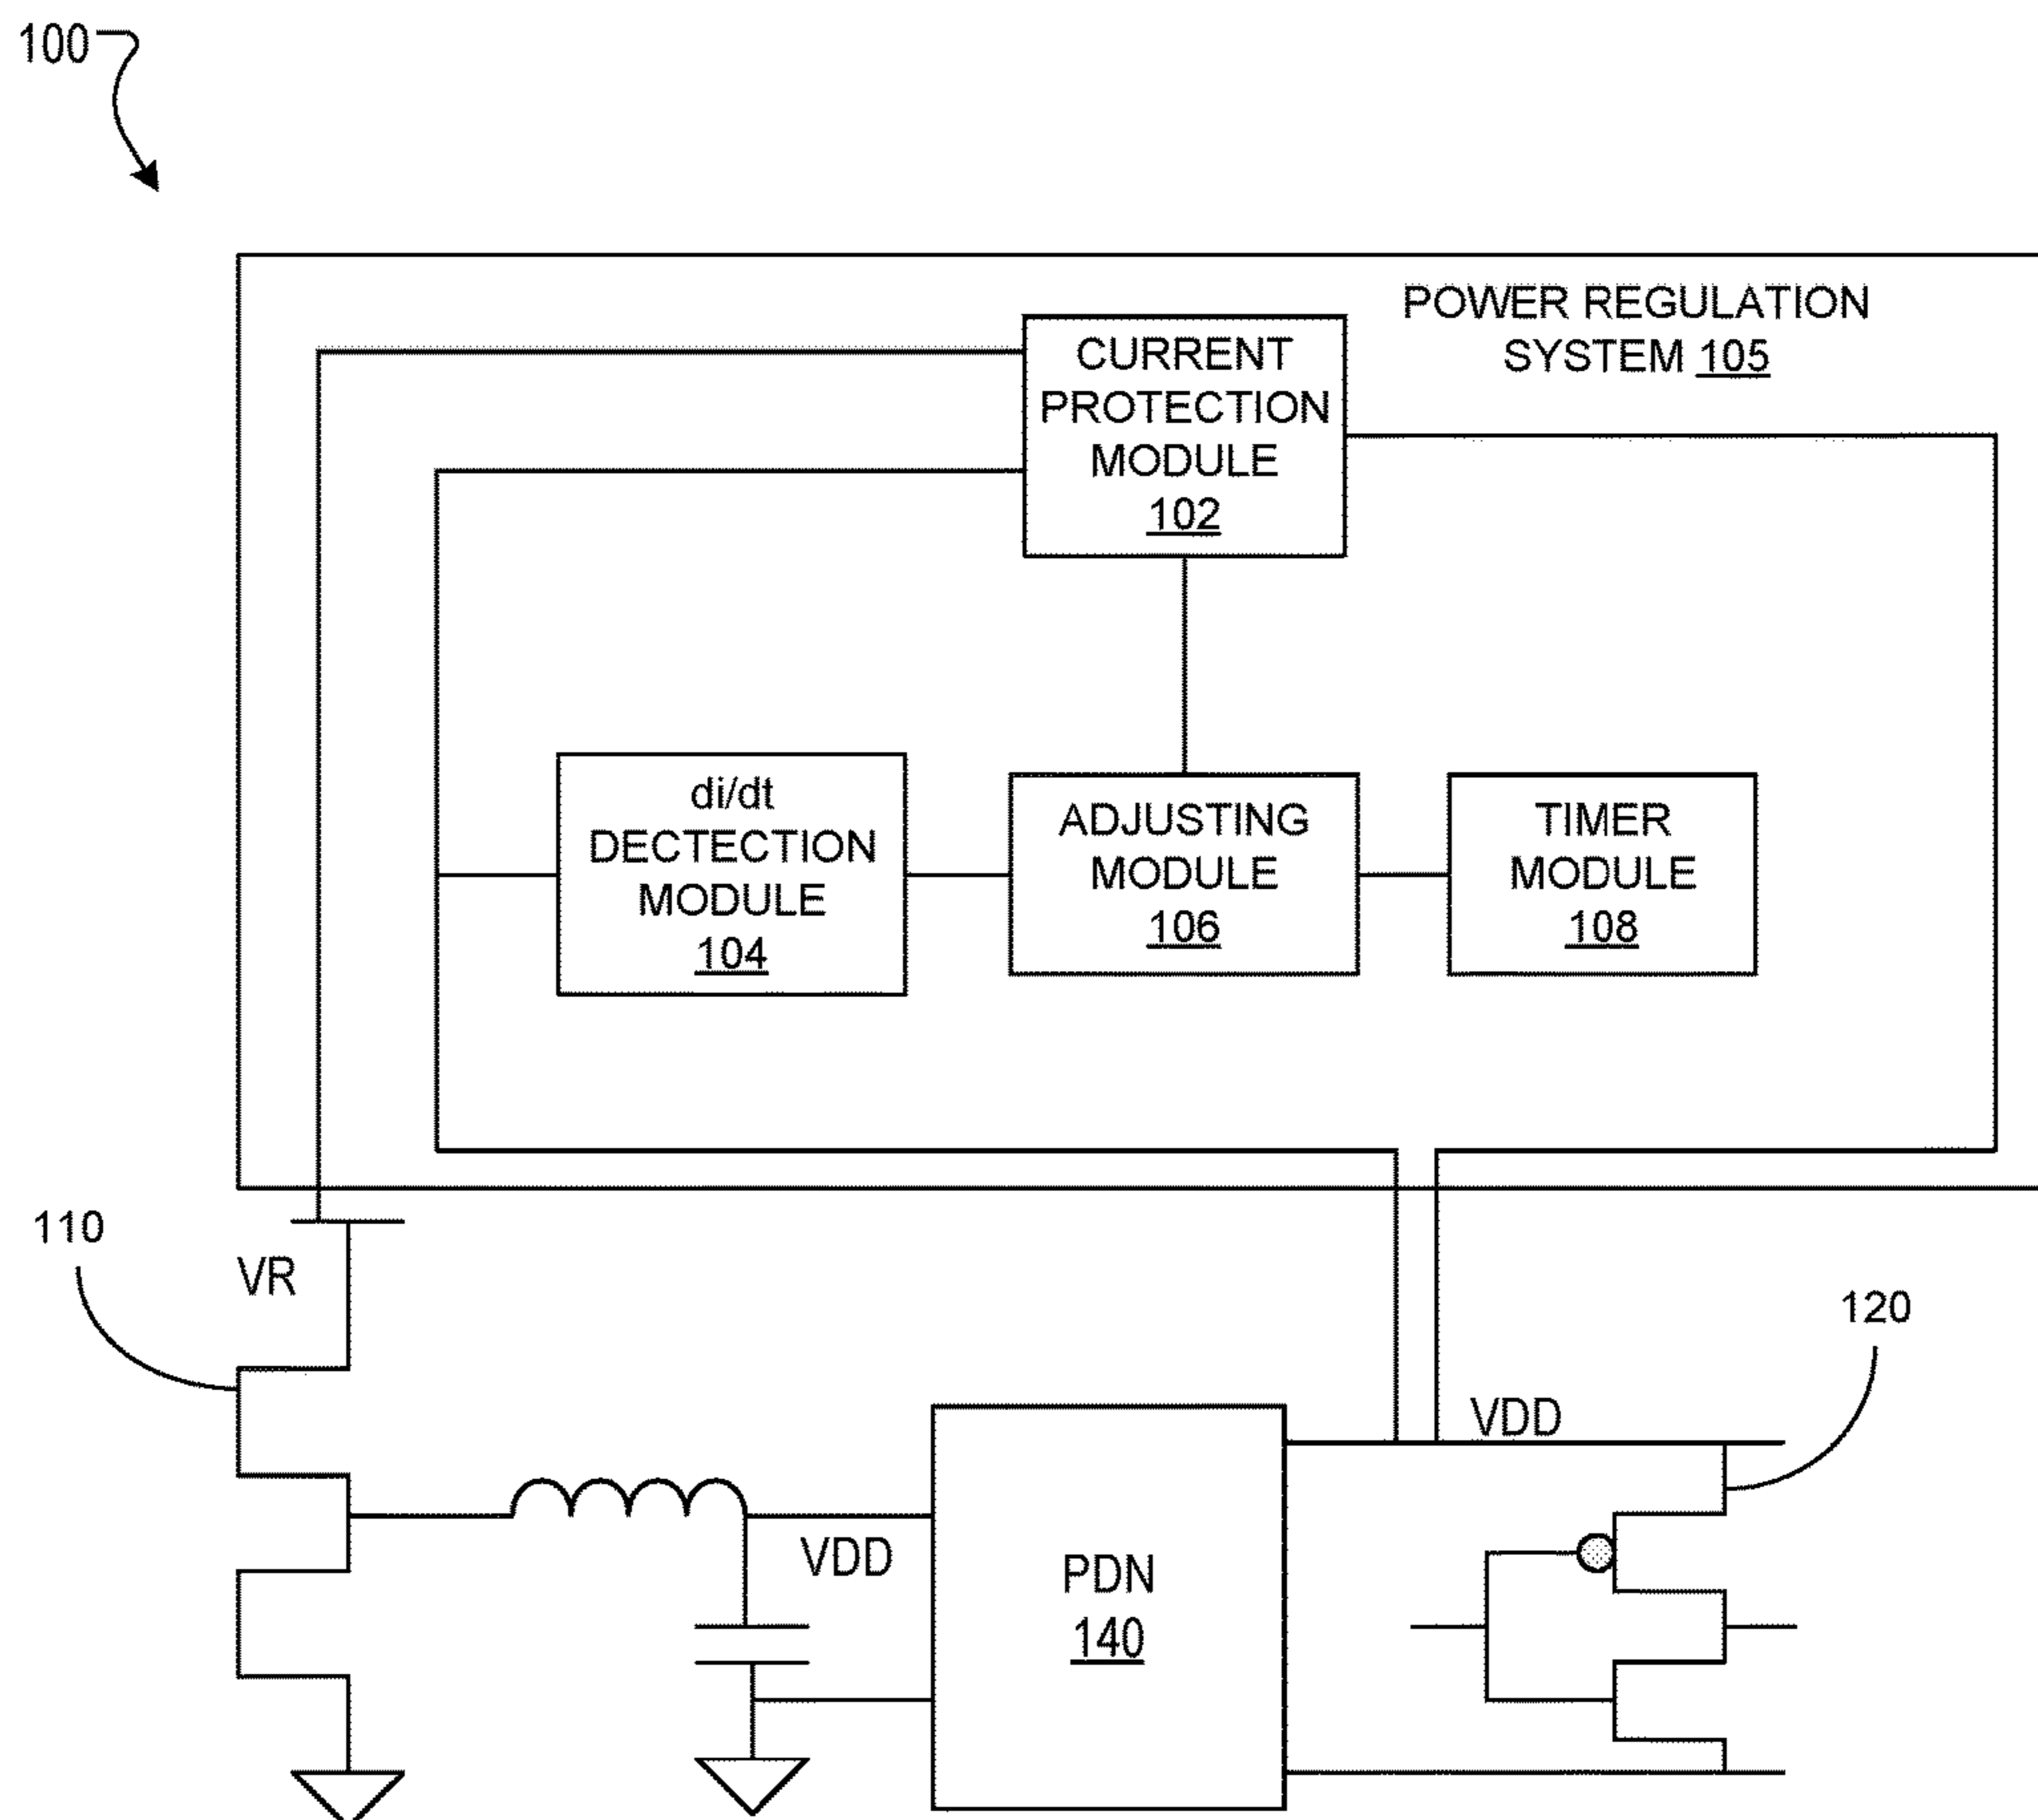 100
POWER REGULATION
SYSTEM 105
CURRENT
PROTECTION
MODULE
102
di/dt
DECTECTION
MODULE
104
ADJUSTING
MODULE
106
TIMER
MODULE
108
110
VR
120
VDD
VDD
PDN
140